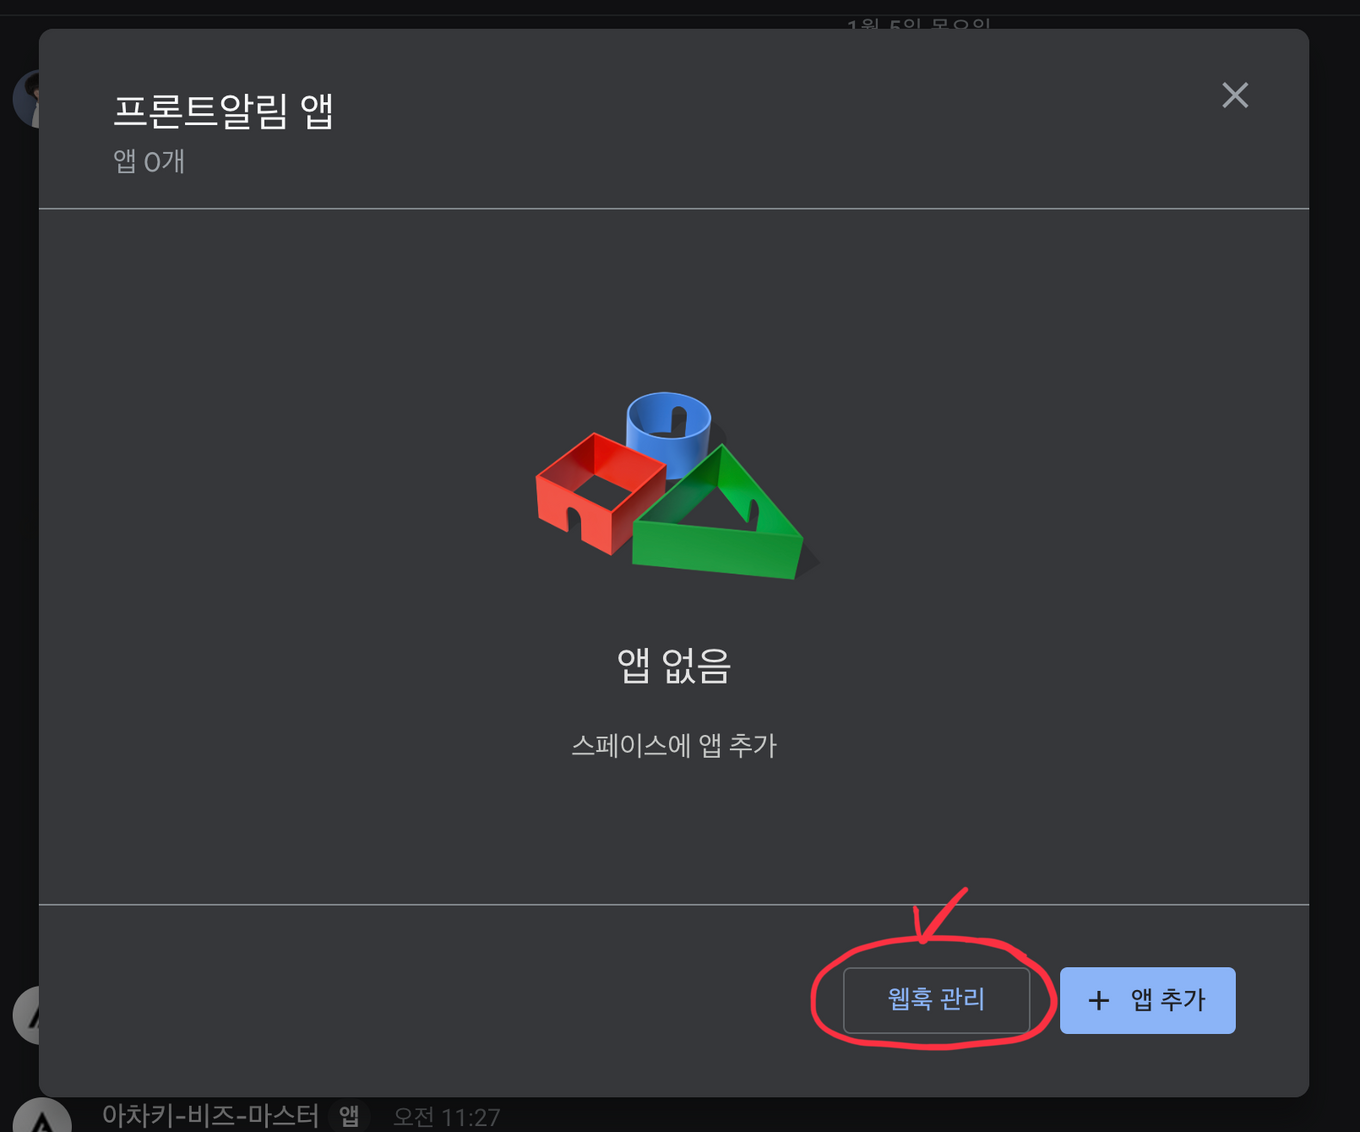 1월 5일 목요일
프론트알림 앱
앱 0개
앱 없음
스페이스에 앱 추가
웹훅 관리
+ 앱 추가
아차키-비즈-마스터 앱 오전 11:27